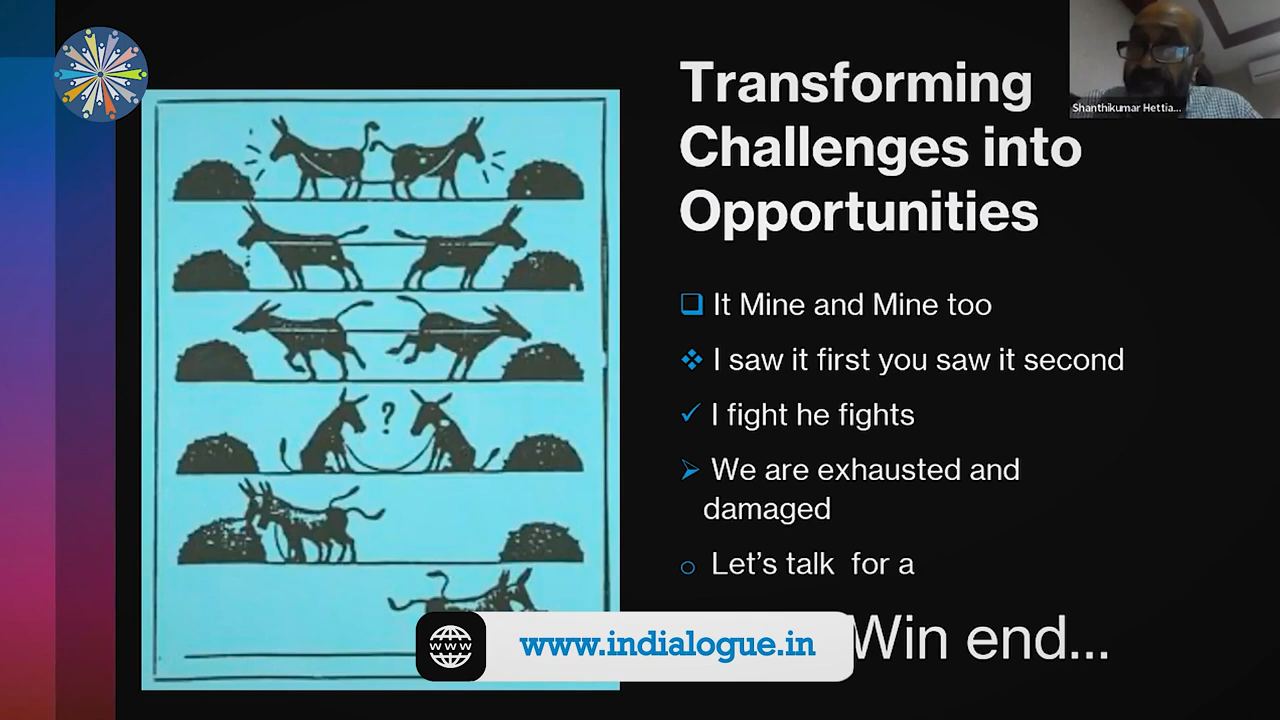 Transforming
Challenges into
Opportunities
Shanthikumar Hettia...
It Mine and Mine too
I saw it first you saw it second
I fight he fights
We are exhausted and
damaged
Let's talk for a
Win end...
?
www
www.indialogue.in